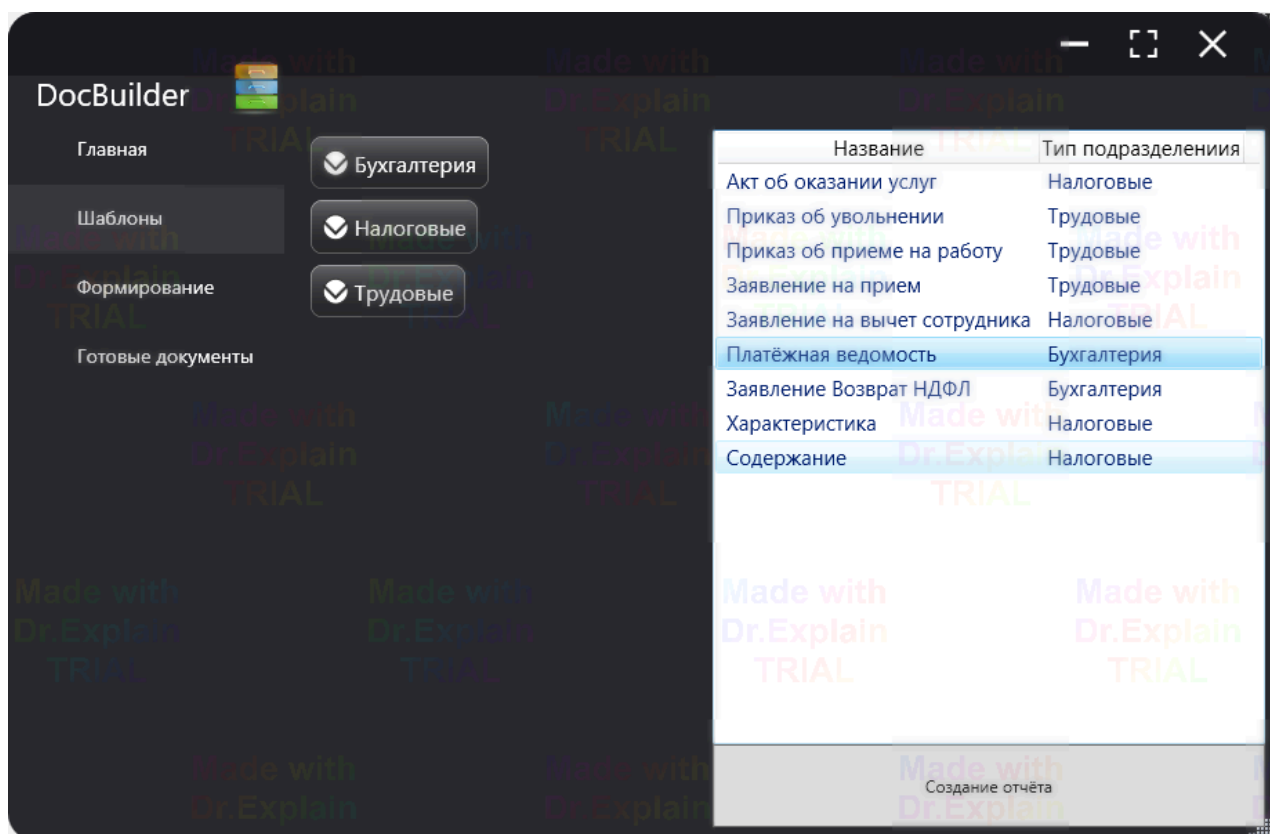 DocBuilder
Главная
Шаблоны
Формирование
Готовые документы
Бухгалтерия
Налоговые
Трудовые
Название Тип подразделениия
Акт об оказании услуг Налоговые
Приказ об увольнении Трудовые
Приказ об приеме на работу Трудовые
Заявление на прием Трудовые
Заявление на вычет сотрудника Налоговые
Платёжная ведомость Бухгалтерия
Заявление Возврат НДФЛ Бухгалтерия
Характеристика Налоговые
Содержание Налоговые
Создание отчёта
Made with
Dr.Explain
TRIAL